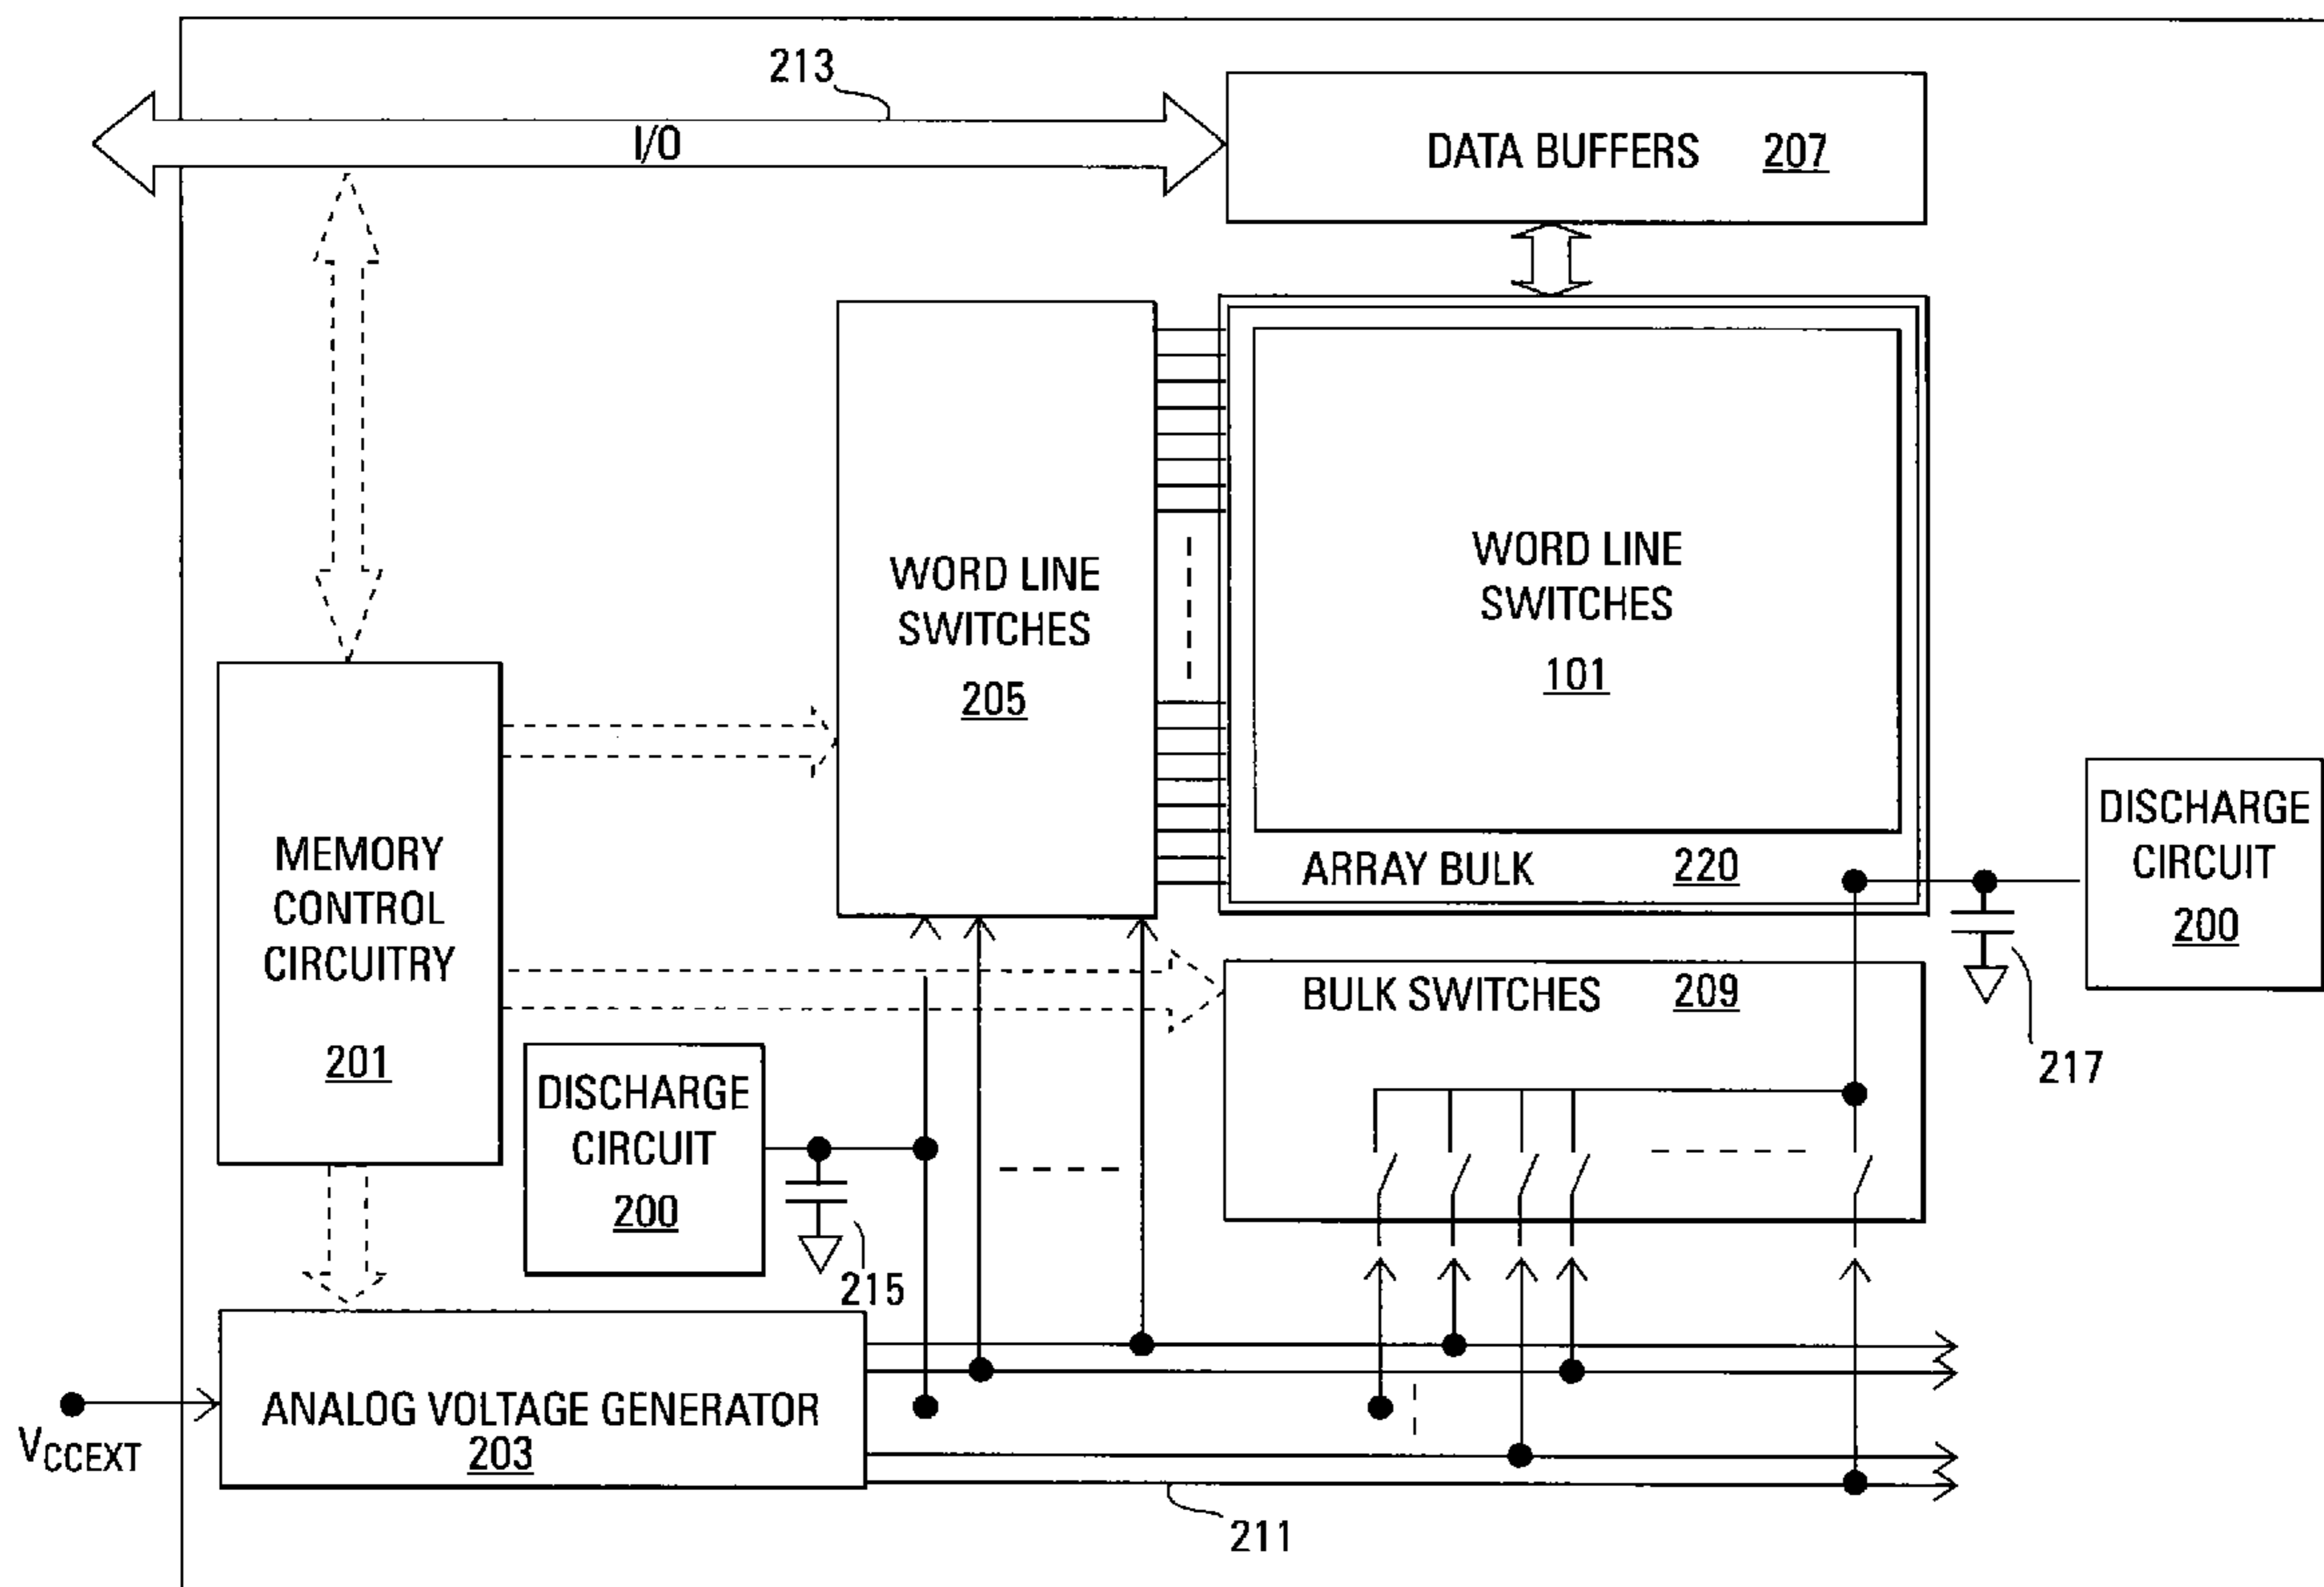 213
I/O
DATA BUFFERS 207
WORD LINE
SWITCHES
205
WORD LINE
SWITCHES
101
ARRAY BULK 220
DISCHARGE
CIRCUIT
200
217
MEMORY
CONTROL
CIRCUITRY
201
BULK SWITCHES 209
DISCHARGE
CIRCUIT
200
215
ANALOG VOLTAGE GENERATOR
203
VCCEXT
211